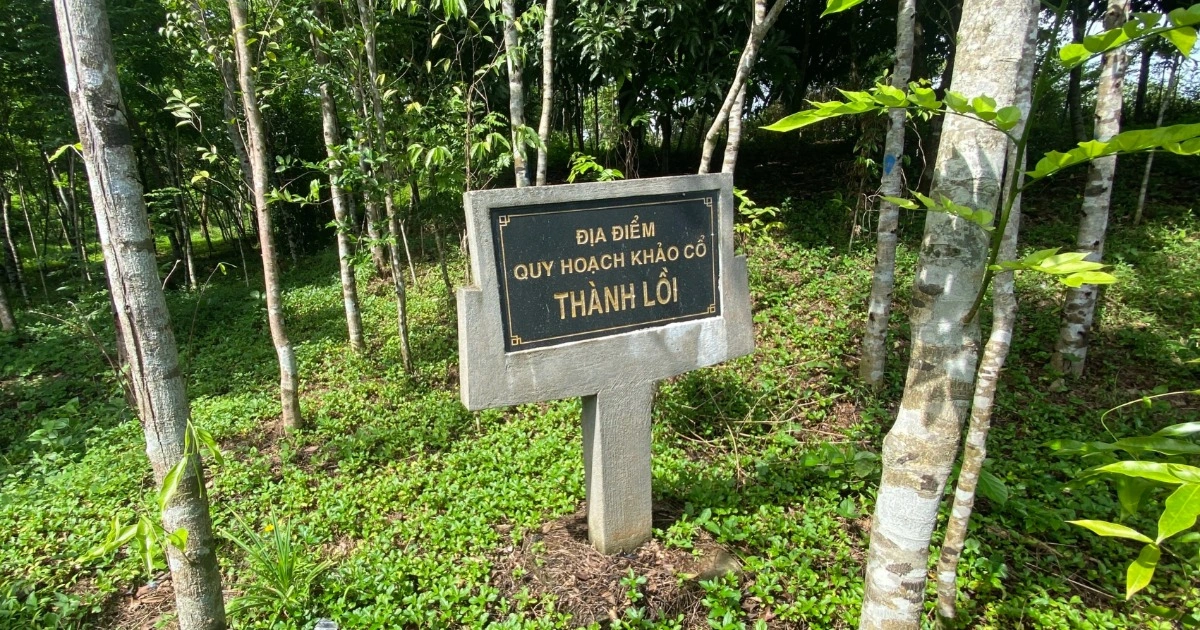 ĐỊA ĐIỂM
QUY HOẠCH KHẢO CỔ
THÀNH LỒI